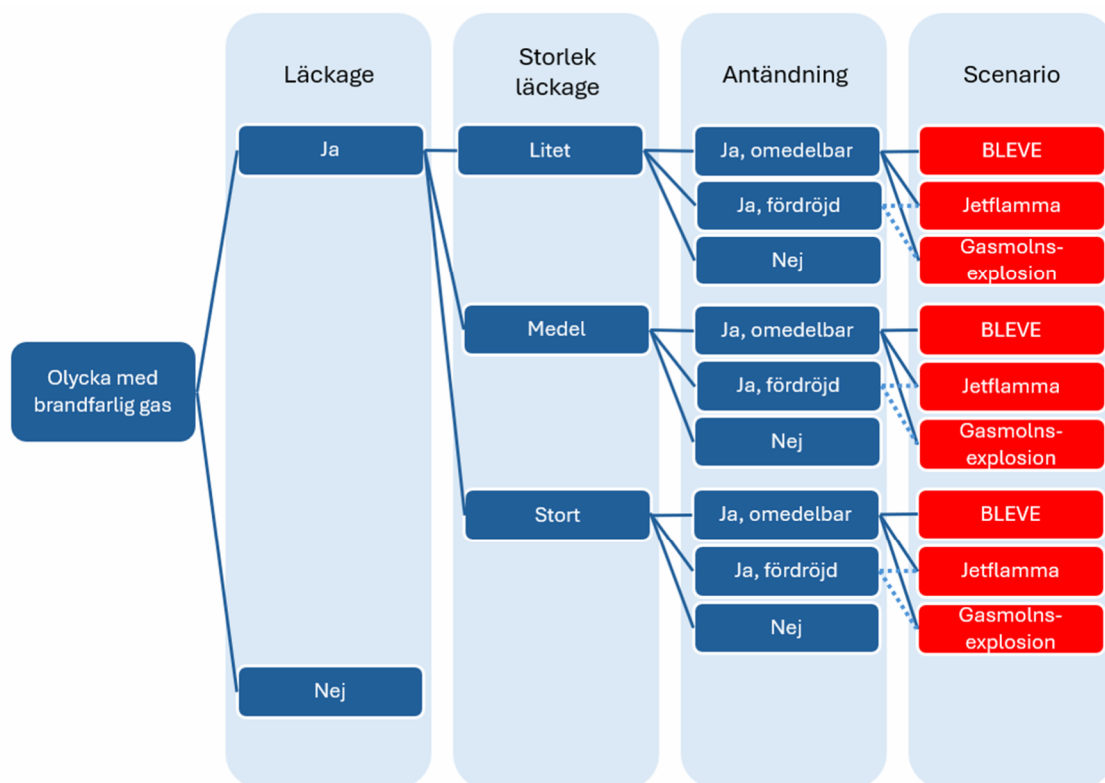 Läckage
Storlek
läckage
Antändning
Scenario
Ja
Litet
Ja, omedelbar
BLEVE
Ja, fördröjd
Jetflamma
Nej
Gasmolns-
explosion
Medel
Ja, omedelbar
BLEVE
Olycka med
brandfarlig gas
Ja, fördröjd
Jetflamma
Nej
Gasmolns-
explosion
Stort
Ja, omedelbar
BLEVE
Ja, fördröjd
Jetflamma
Nej
Gasmolns-
explosion
Nej